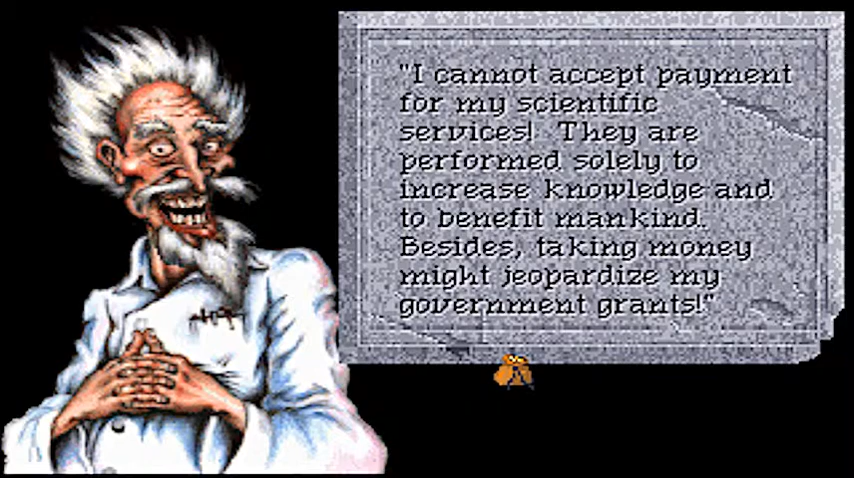 "I cannot accept payment
for my scientific
services!  They are
performed solely to
increase knowledge and
to benefit mankind.
Besides, taking money
might jeopardize my
government grants!"